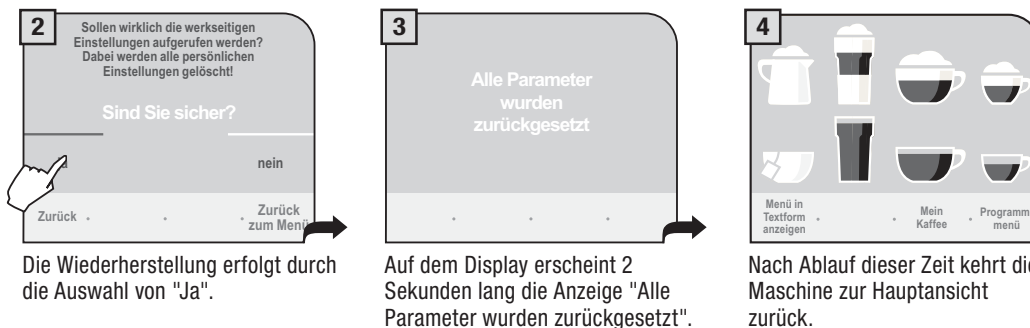 2
Sollen wirklich die werkseitigen
Einstellungen aufgerufen werden?
Dabei werden alle persönlichen
Einstellungen gelöscht!
Sind Sie sicher?
nein
Zurück
Zurück
zum Menü
Die Wiederherstellung erfolgt durch
die Auswahl von "Ja".
3
Alle Parameter
wurden
zurückgesetzt
Auf dem Display erscheint 2
Sekunden lang die Anzeige "Alle
Parameter wurden zurückgesetzt".
4
Menü in
Textform
anzeigen
Mein
Kaffee
Programm
menü
Nach Ablauf dieser Zeit kehrt die
Maschine zur Hauptansicht
zurück.